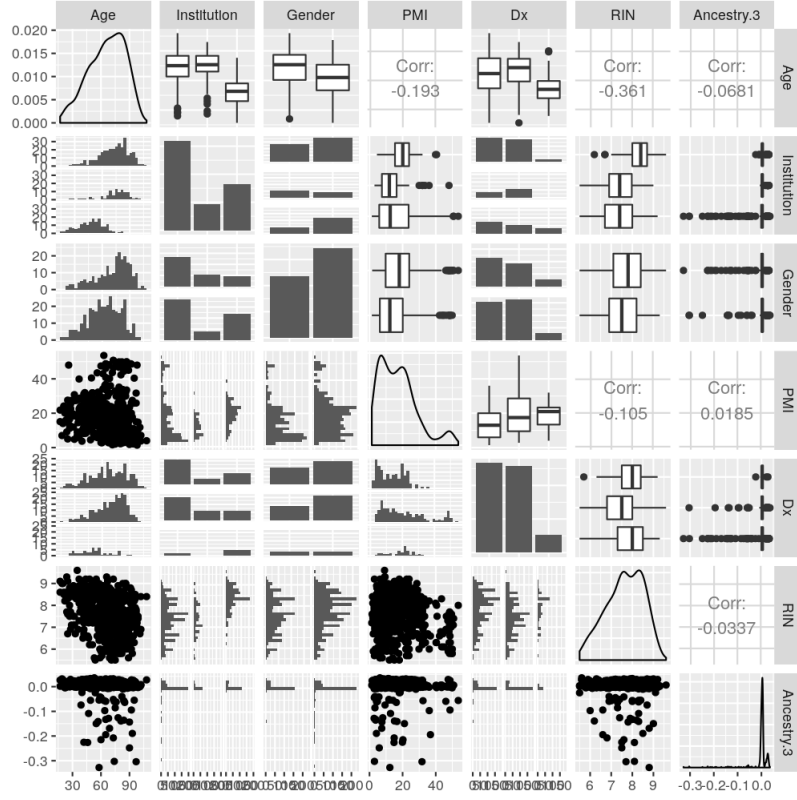 Age Institution Gender PMI Dx RIN Ancestry.3
0.020
0.015
0.010
0.005
0.000
Corr:
-0.193
Corr:
-0.361
Corr:
-0.0681
Age
30
20
10
0
30
20
10
0
30
20
10
0
Institution
20
10
0
20
10
0
Gender
40
20
0
Corr:
-0.105
Corr:
0.0185
PMI
Dx
9
8
7
6
Corr:
-0.0337
RIN
0.0
-0.1
-0.2
-0.3
Ancestry.3
30 60 90
0 20 40
6 7 8 9
-0.3 -0.2 -0.1 0.0